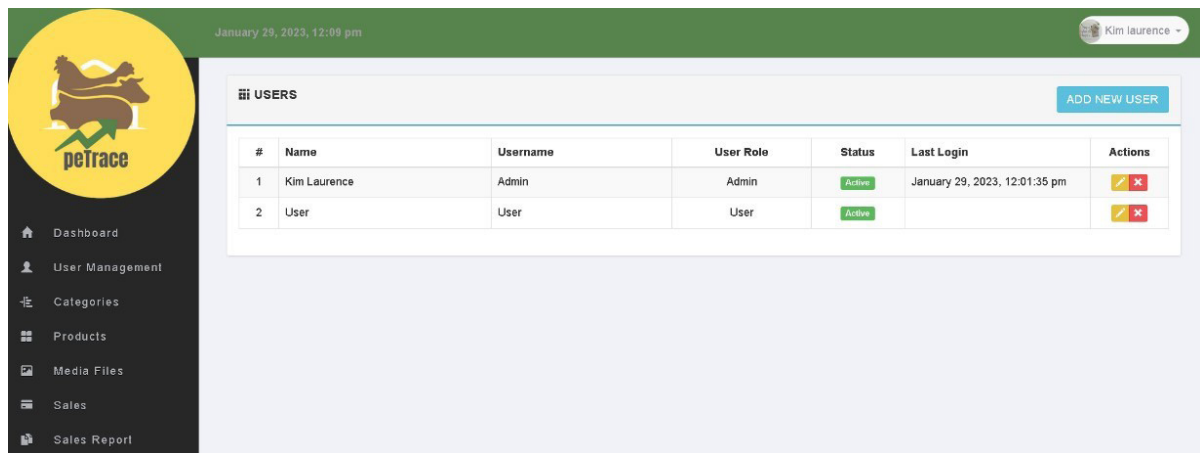 January 29, 2023, 12:09 pm
Kim laurence
peTrace
USERS
ADD NEW USER
# Name Username User Role Status Last Login Actions
1 Kim Laurence Admin Admin Active January 29, 2023, 12:01:35 pm
2 User User User Active
Dashboard
User Management
Categories
Products
Media Files
Sales
Sales Report